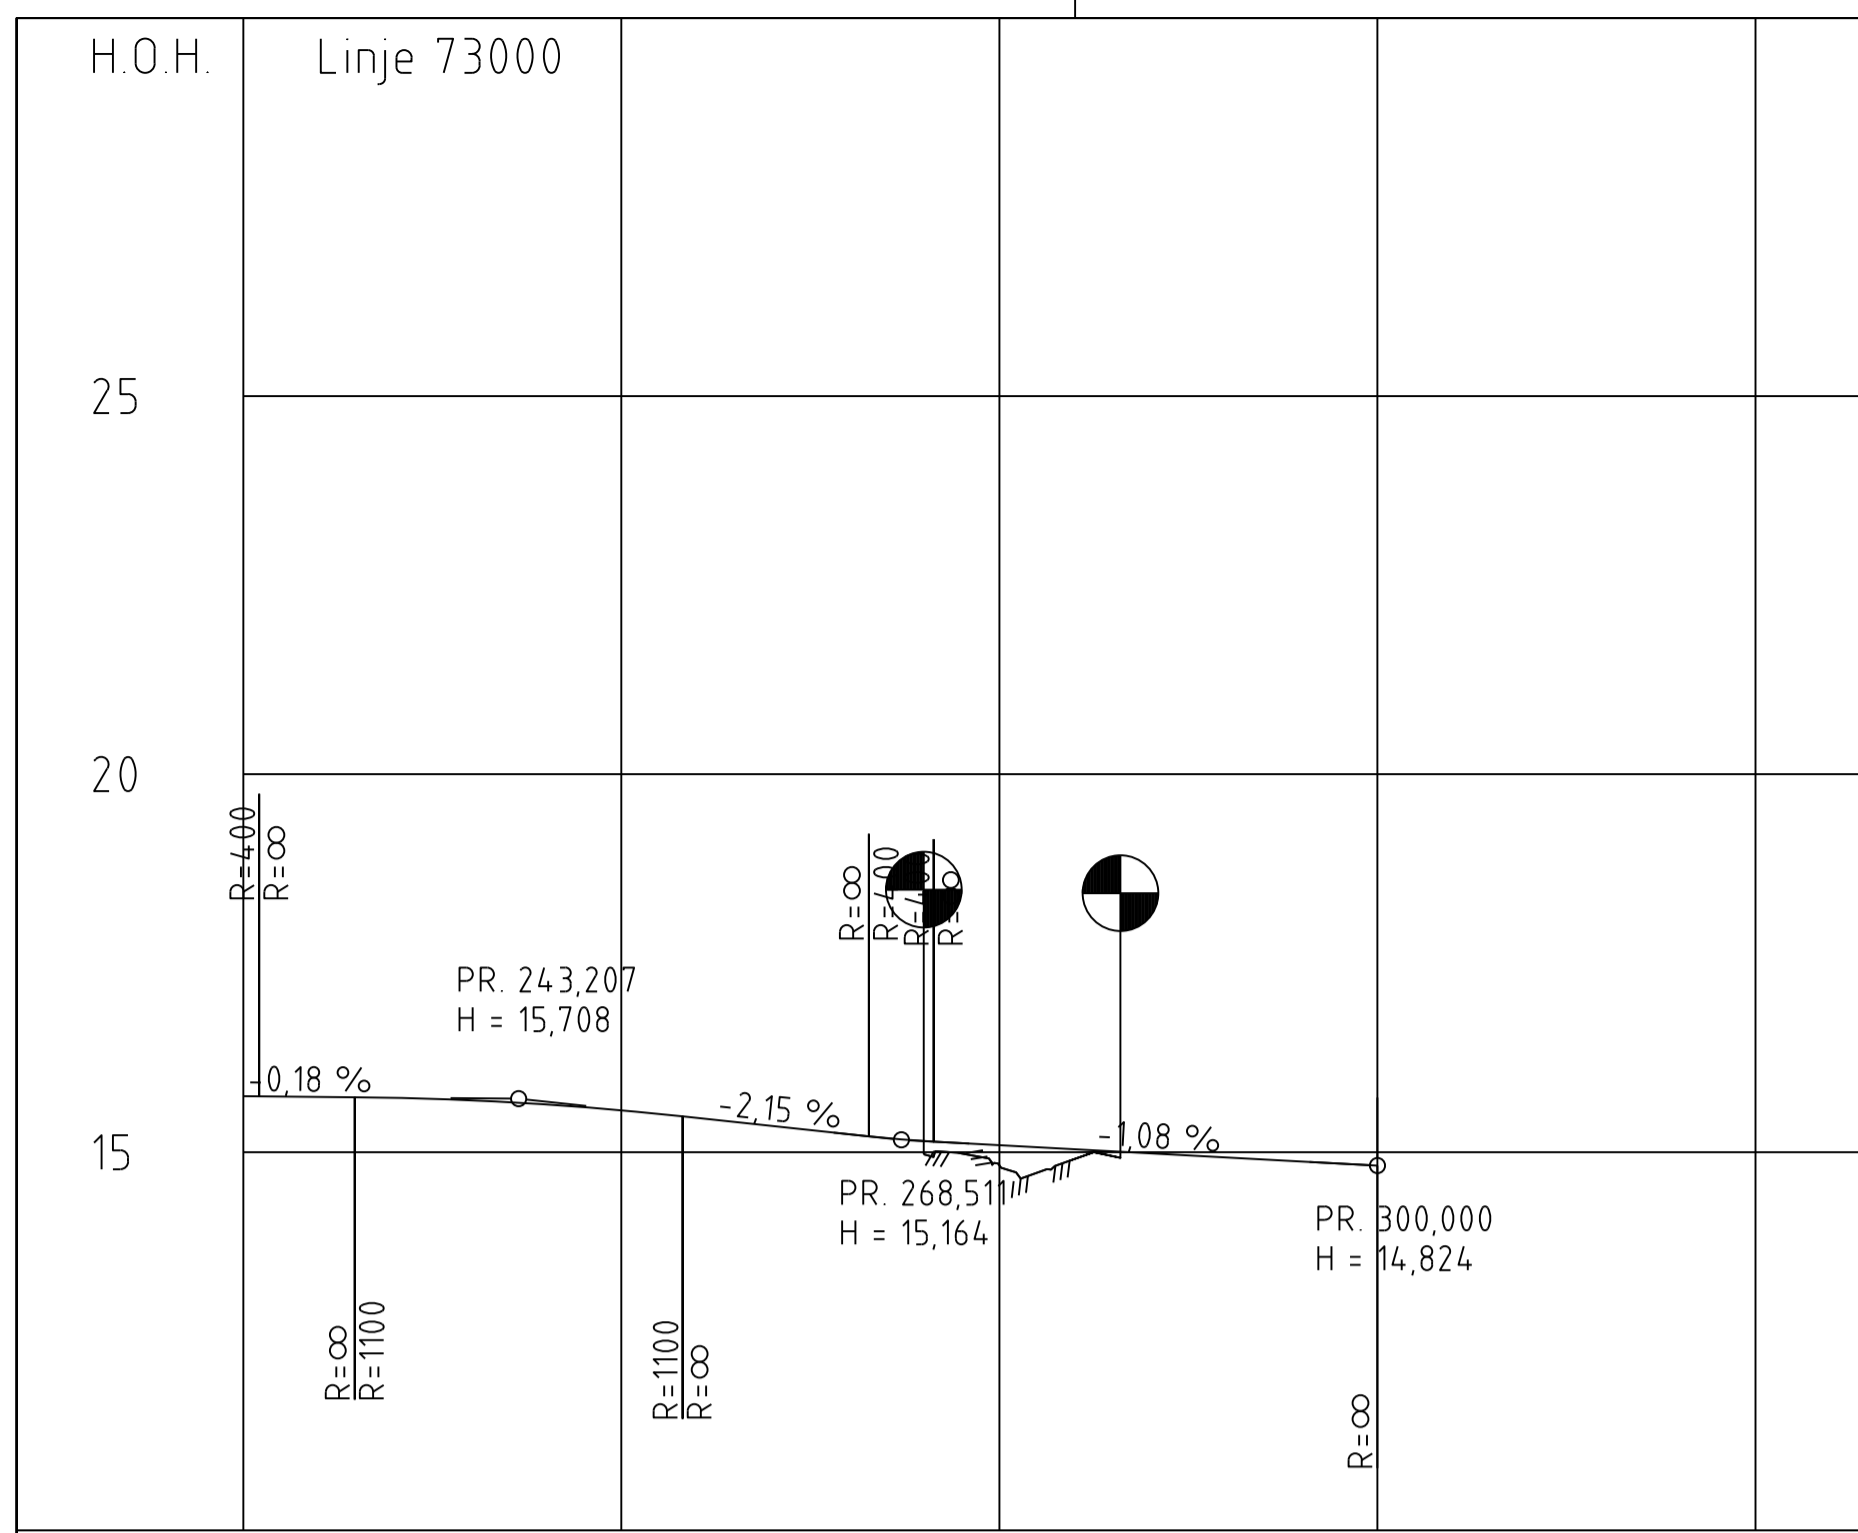 H.O.H. Linje 73000
25
20
R=400
R=∞
R=∞
R=400
PR. 243,207
H = 15,708
-0,18 %
-2,15 %
-1,08 %
15
PR. 268,511
H = 15,164
PR. 300,000
H = 14,824
R=∞
R=1100
R=1100
R=∞
R=∞